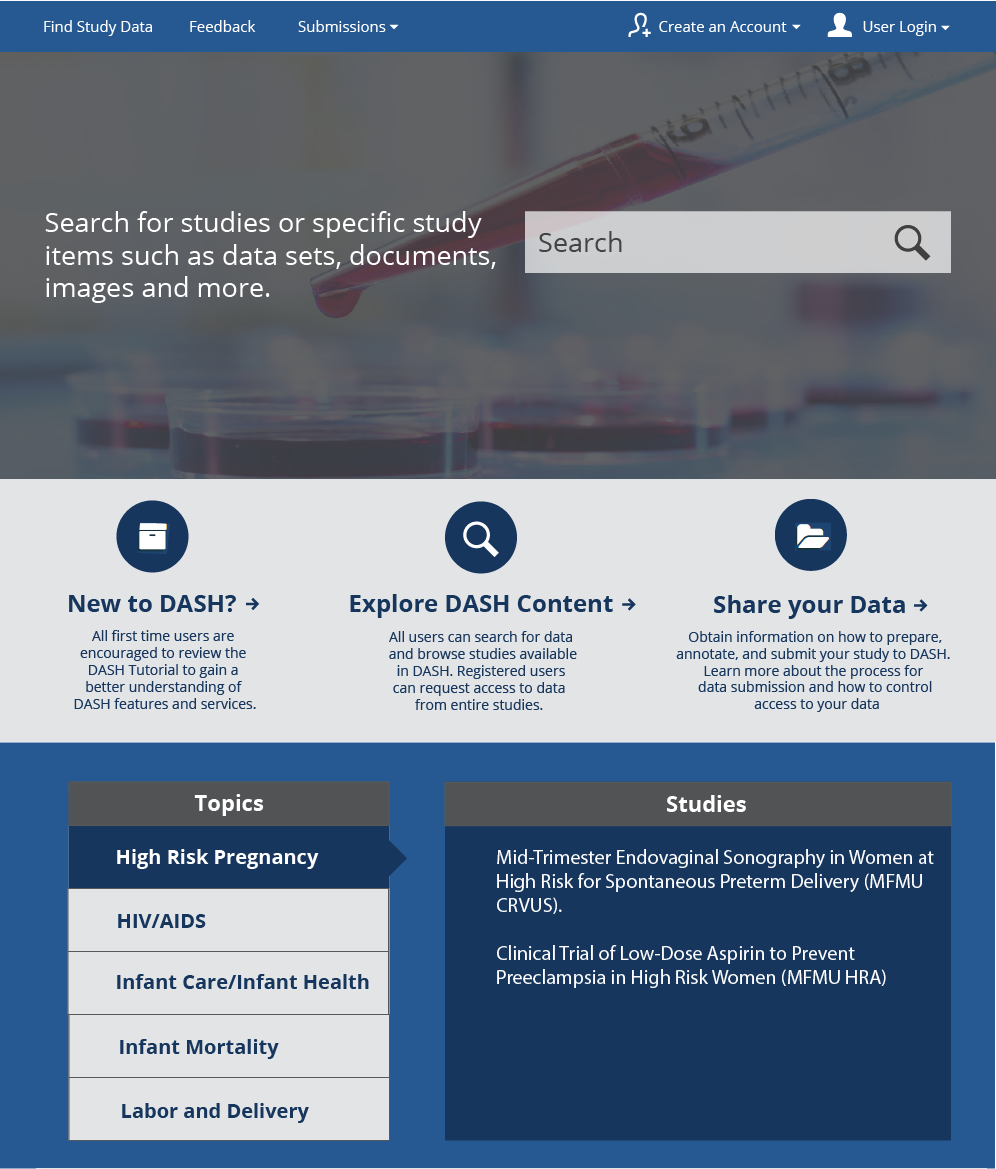 Find Study Data
Feedback
Submissions
Create an Account
User Login
Search for studies or specific study
items such as data sets, documents,
images and more.
Search
New to DASH?
All first time users are
encouraged to review the
DASH Tutorial to gain a
better understanding of
DASH features and services.
Explore DASH Content
All users can search for data
and browse studies available
in DASH. Registered users
can request access to data
from entire studies.
Share your Data
Obtain information on how to prepare,
annotate, and submit your study to DASH.
Learn more about the process for
data submission and how to control
access to your data
Topics
High Risk Pregnancy
HIV/AIDS
Infant Care/Infant Health
Infant Mortality
Labor and Delivery
Studies
Mid-Trimester Endovaginal Sonography in Women at
High Risk for Spontaneous Preterm Delivery (MFMU
CRVUS).
Clinical Trial of Low-Dose Aspirin to Prevent
Preeclampsia in High Risk Women (MFMU HRA)